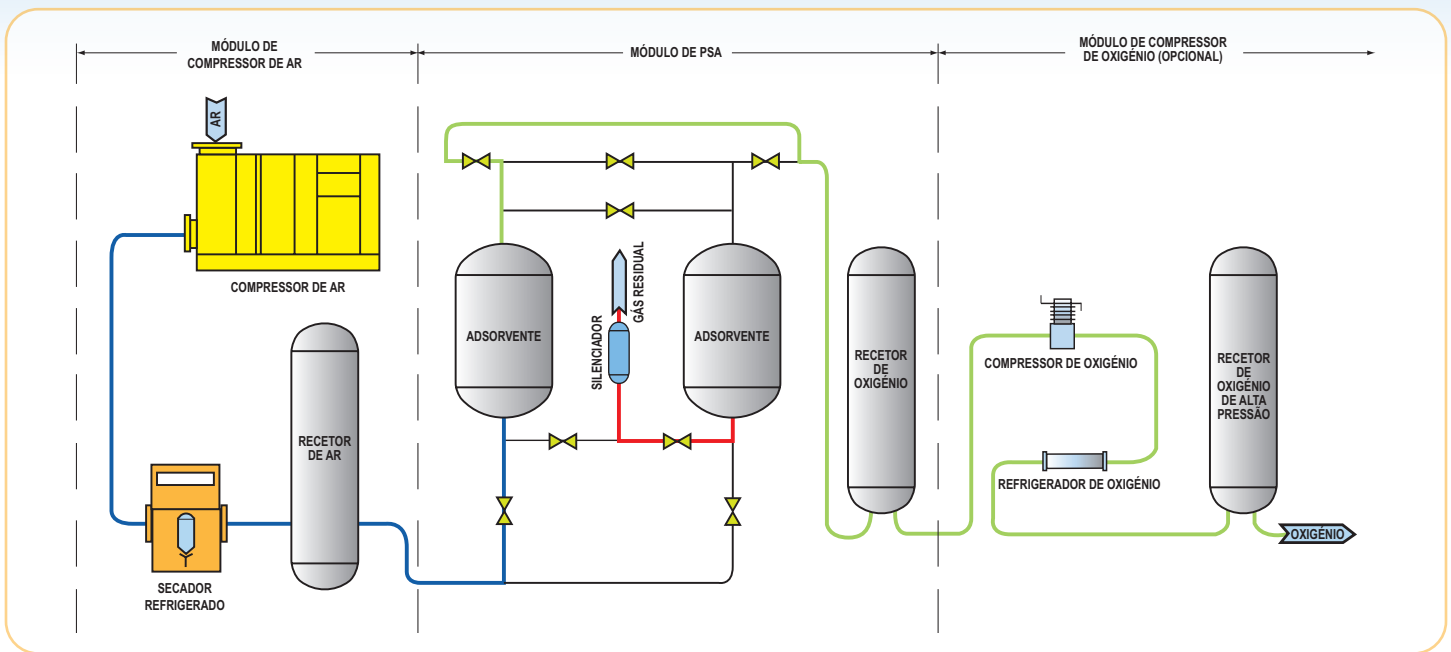 MÓDULO DE
COMPRESSOR DE AR
MÓDULO DE PSA
MÓDULO DE COMPRESSOR
DE OXIGÉNIO (OPCIONAL)
AR
COMPRESSOR DE AR
RECETOR
DE AR
SECADOR
REFRIGERADO
ADSORVENTE
SILENCIADOR
GÁS RESIDUAL
ADSORVENTE
RECETOR
DE
OXIGÉNIO
COMPRESSOR DE OXIGÉNIO
REFRIGERADOR DE OXIGÉNIO
RECETOR
DE
OXIGÉNIO
DE ALTA
PRESSÃO
OXIGÉNIO